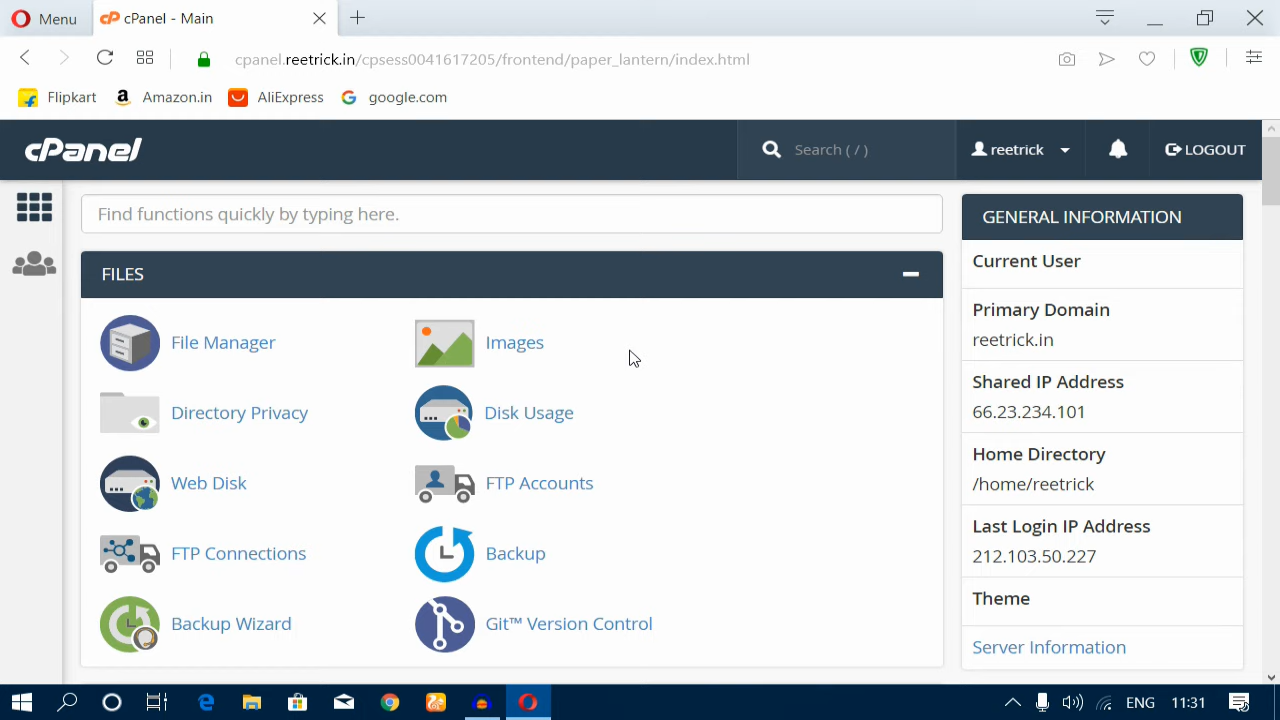 Menu
cPanel - Main
cpanel.reetrick.in/cpsess0041617205/frontend/paper_lantern/index.html
Flipkart
Amazon.in
AliExpress
google.com
cPanel
Search ( / )
reetrick
LOGOUT
Find functions quickly by typing here.
FILES
File Manager
Images
Directory Privacy
Disk Usage
Web Disk
FTP Accounts
FTP Connections
Backup
Backup Wizard
Git™ Version Control
GENERAL INFORMATION
Current User
Primary Domain
reetrick.in
Shared IP Address
66.23.234.101
Home Directory
/home/reetrick
Last Login IP Address
212.103.50.227
Theme
Server Information
ENG
11:31